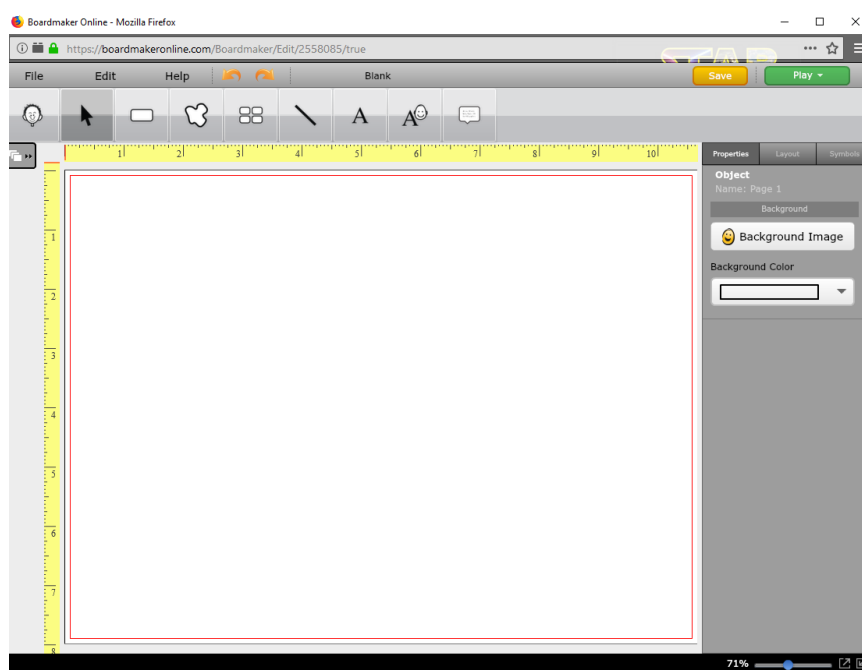 Boardmaker Online - Mozilla Firefox
https://boardmakeronline.com/Boardmaker/Edit/2558085/true
File Edit Help Blank Save Play
A A
1 2 3 4 5 6 7 8 9 10
Properties Layout Symbols
Object
Name: Page 1
Background
Background Image
Background Color
1
2
3
4
5
6
7
8
71%